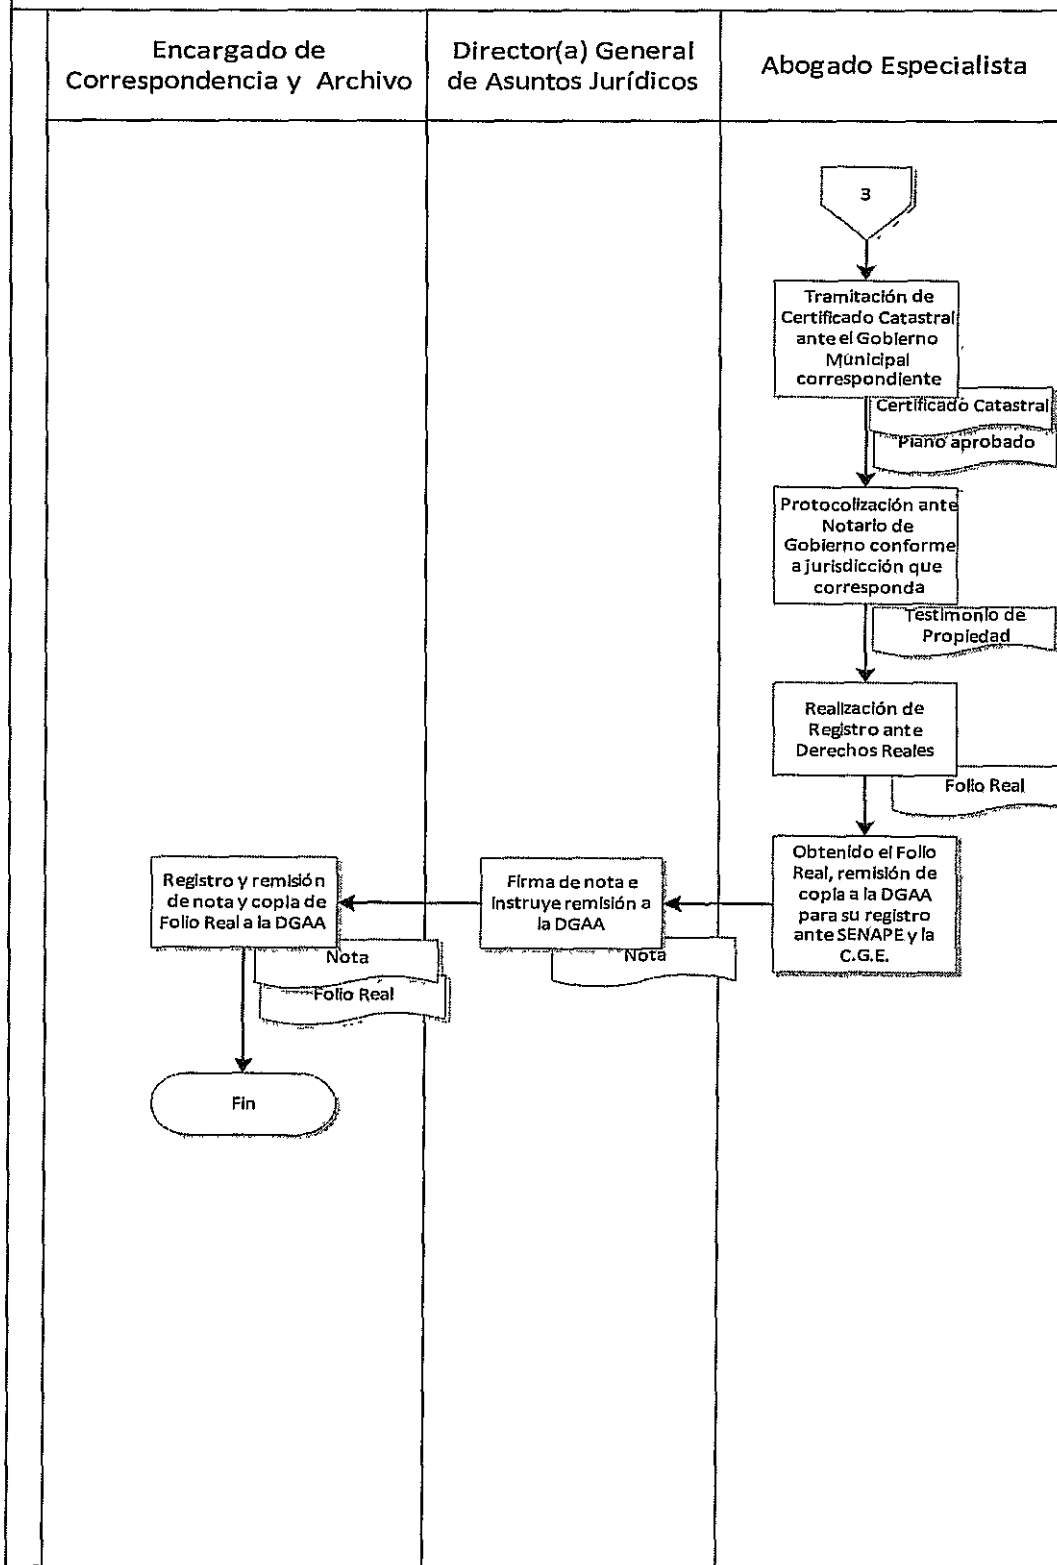 Encargado de
Correspondencia y Archivo
Director(a) General
de Asuntos Jurídicos
Abogado Especialista
3
Tramitación de
Certificado Catastral
ante el Gobierno
Municipal
correspondiente
Certificado Catastral
Plano aprobado
Protocolización ante
Notario de
Gobierno conforme
a jurisdicción que
corresponda
Testimonio de
Propiedad
Realización de
Registro ante
Derechos Reales
Folio Real
Obtenido el Folio
Real, remisión de
copia a la DGAA
para su registro
ante SENAPE y la
C.G.E.
Firma de nota e
instruye remisión a
la DGAA
Nota
Registro y remisión
de nota y copia de
Folio Real a la DGAA
Nota
Folio Real
Fin